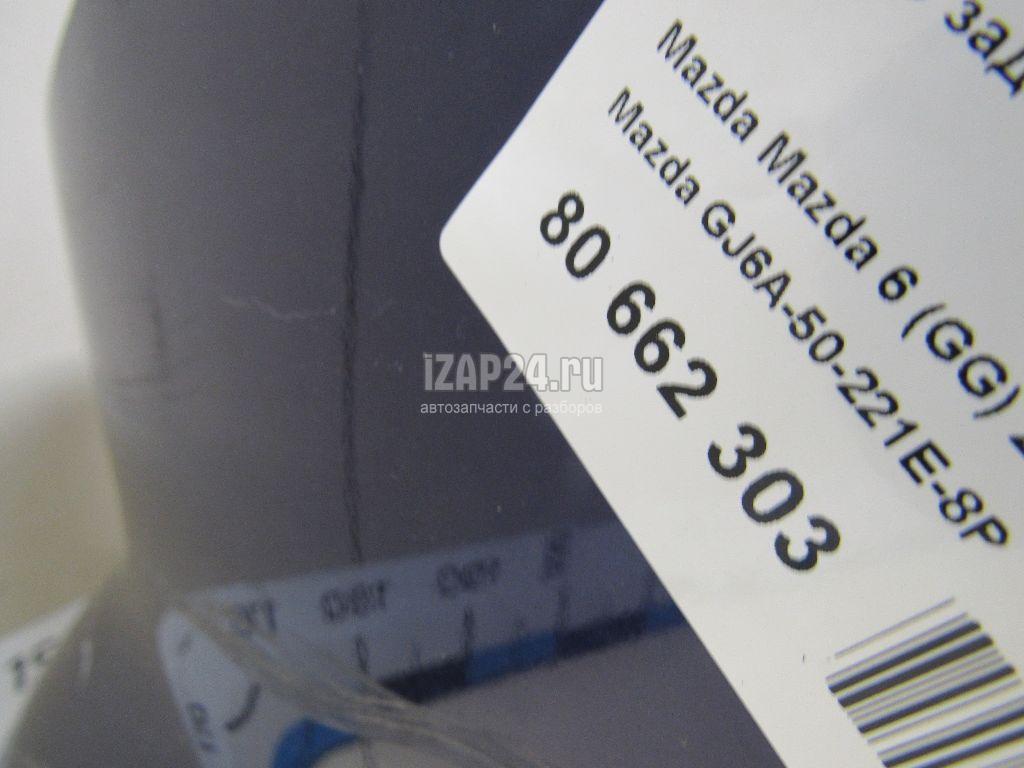 зад
Mazda Mazda 6 (GG)
Mazda GJ6A-50-221E-8P
80 662 303
iZAP24.ru
автозапчасти с разборов